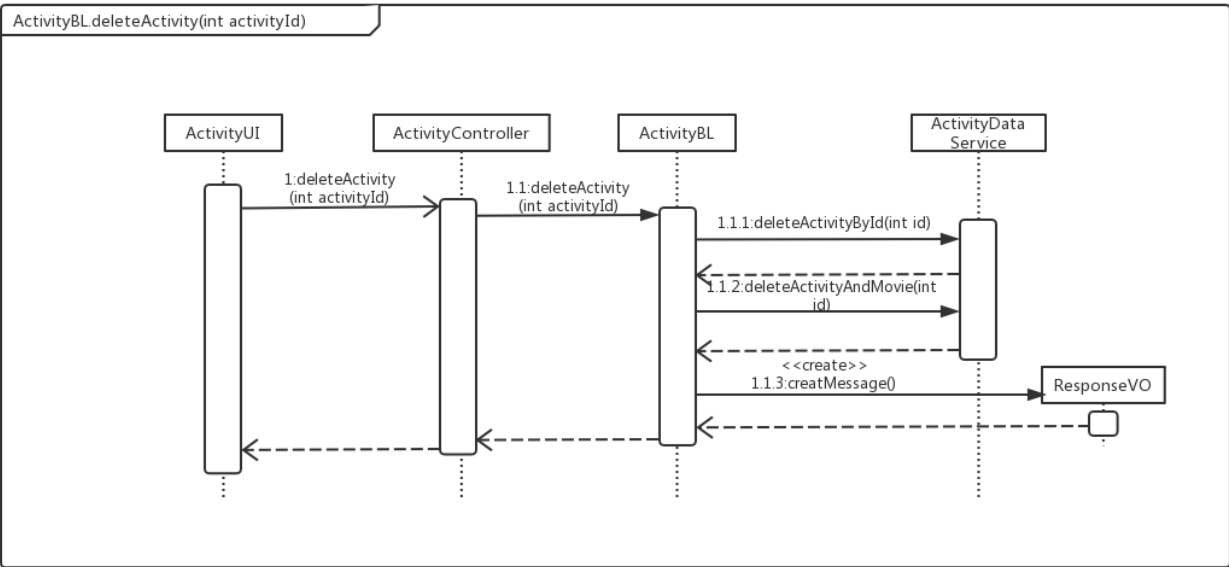 ActivityBL.deleteActivity(int activityId)
ActivityUI
ActivityController
ActivityBL
ActivityData
Service
1:deleteActivity
(int activityId)
1.1:deleteActivity
(int activityId)
1.1.1:deleteActivityById(int id)
1.1.2:deleteActivityAndMovie(int
id)
<<create>>
1.1.3:creatMessage()
ResponseVO